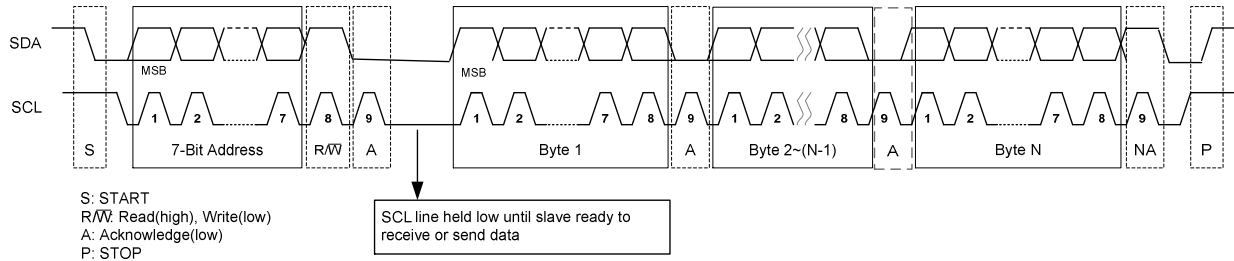 SDA
MSB
MSB
SCL
1 2 7 8 9 1 2 7 8 9 1 2 8 9 1 2 7 8 9
S 7-Bit Address R/W̅ A Byte 1 A Byte 2~(N-1) A Byte N NA P
S: START
R/W̅: Read(high), Write(low)
A: Acknowledge(low)
P: STOP
SCL line held low until slave ready to
receive or send data